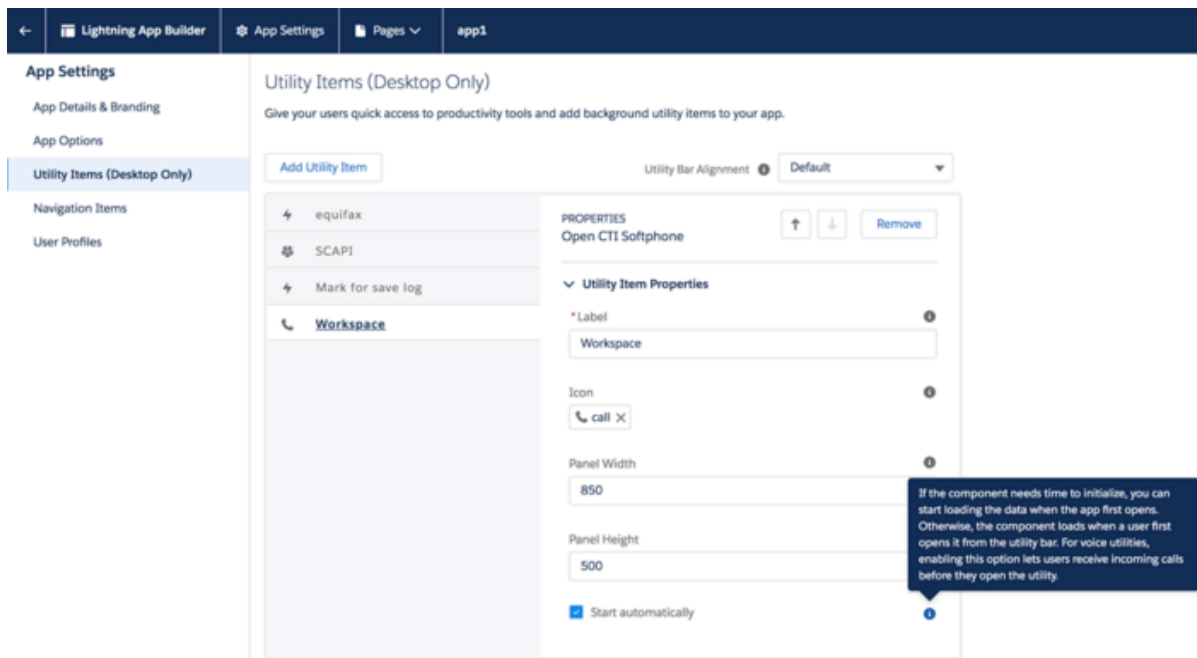 Lightning App Builder
App Settings
Pages
app1
App Settings
App Details & Branding
App Options
Utility Items (Desktop Only)
Navigation Items
User Profiles
Utility Items (Desktop Only)
Give your users quick access to productivity tools and add background utility items to your app.
Add Utility Item
Utility Bar Alignment
Default
equifax
SCAPI
Mark for save log
Workspace
PROPERTIES
Open CTI Softphone
Remove
Utility Item Properties
*Label
Workspace
Icon
call
Panel Width
850
Panel Height
500
Start automatically
If the component needs time to initialize, you can
start loading the data when the app first opens.
Otherwise, the component loads when a user first
opens it from the utility bar. For voice utilities,
enabling this option lets users receive incoming calls
before they open the utility.